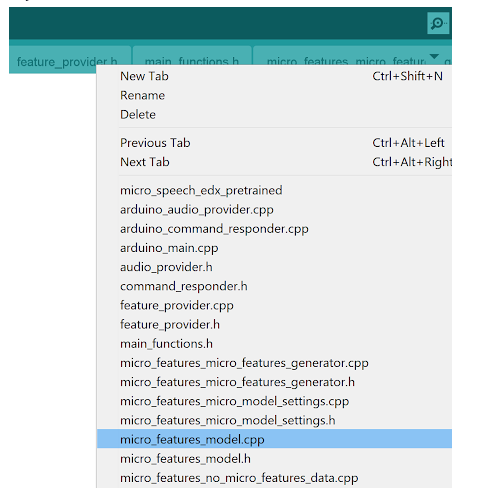 feature_provider.h main_functions.h micro_features_micro_featur
New Tab Ctrl+Shift+N
Rename
Delete
Previous Tab Ctrl+Alt+Left
Next Tab Ctrl+Alt+Right
micro_speech_edx_pretrained
arduino_audio_provider.cpp
arduino_command_responder.cpp
arduino_main.cpp
audio_provider.h
command_responder.h
feature_provider.cpp
feature_provider.h
main_functions.h
micro_features_micro_features_generator.cpp
micro_features_micro_features_generator.h
micro_features_micro_model_settings.cpp
micro_features_micro_model_settings.h
micro_features_model.cpp
micro_features_model.h
micro_features_no_micro_features_data.cpp